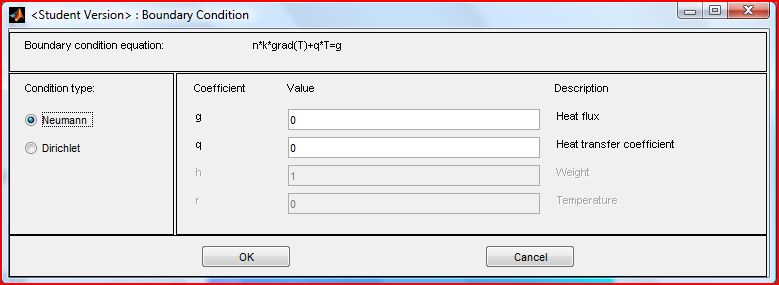 <Student Version> : Boundary Condition
Boundary condition equation: n*k*grad(T)+q*T=g
Condition type:
Neumann
Dirichlet
Coefficient Value Description
g 0 Heat flux
q 0 Heat transfer coefficient
h 1 Weight
r 0 Temperature
OK Cancel